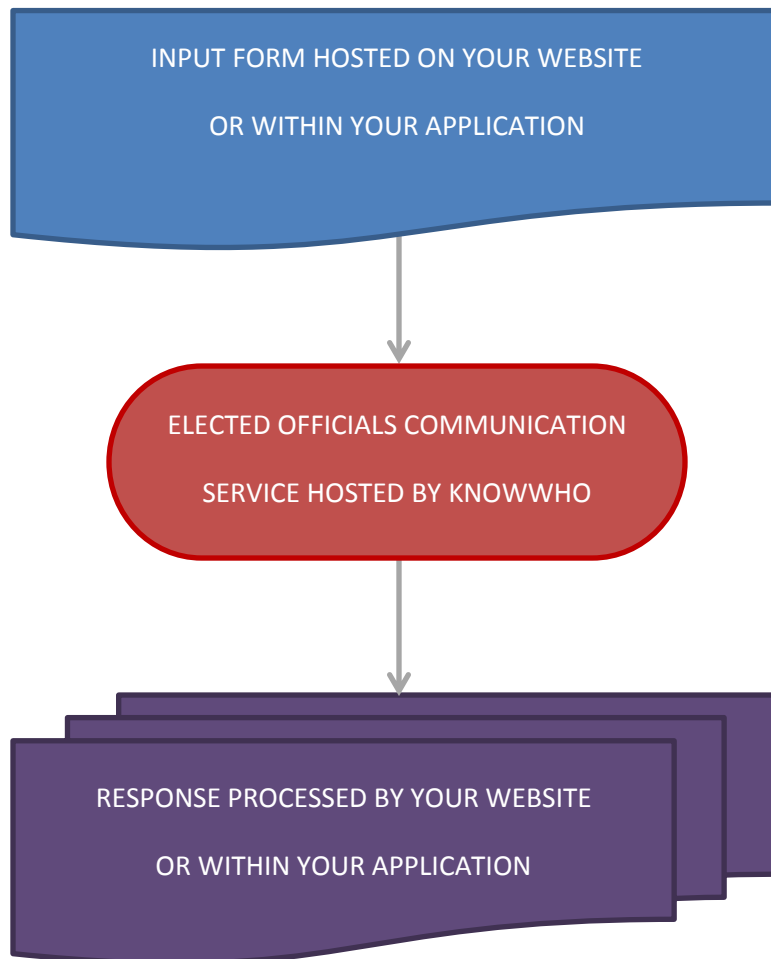 INPUT FORM HOSTED ON YOUR WEBSITE
OR WITHIN YOUR APPLICATION
ELECTED OFFICIALS COMMUNICATION
SERVICE HOSTED BY KNOWWHO
RESPONSE PROCESSED BY YOUR WEBSITE
OR WITHIN YOUR APPLICATION